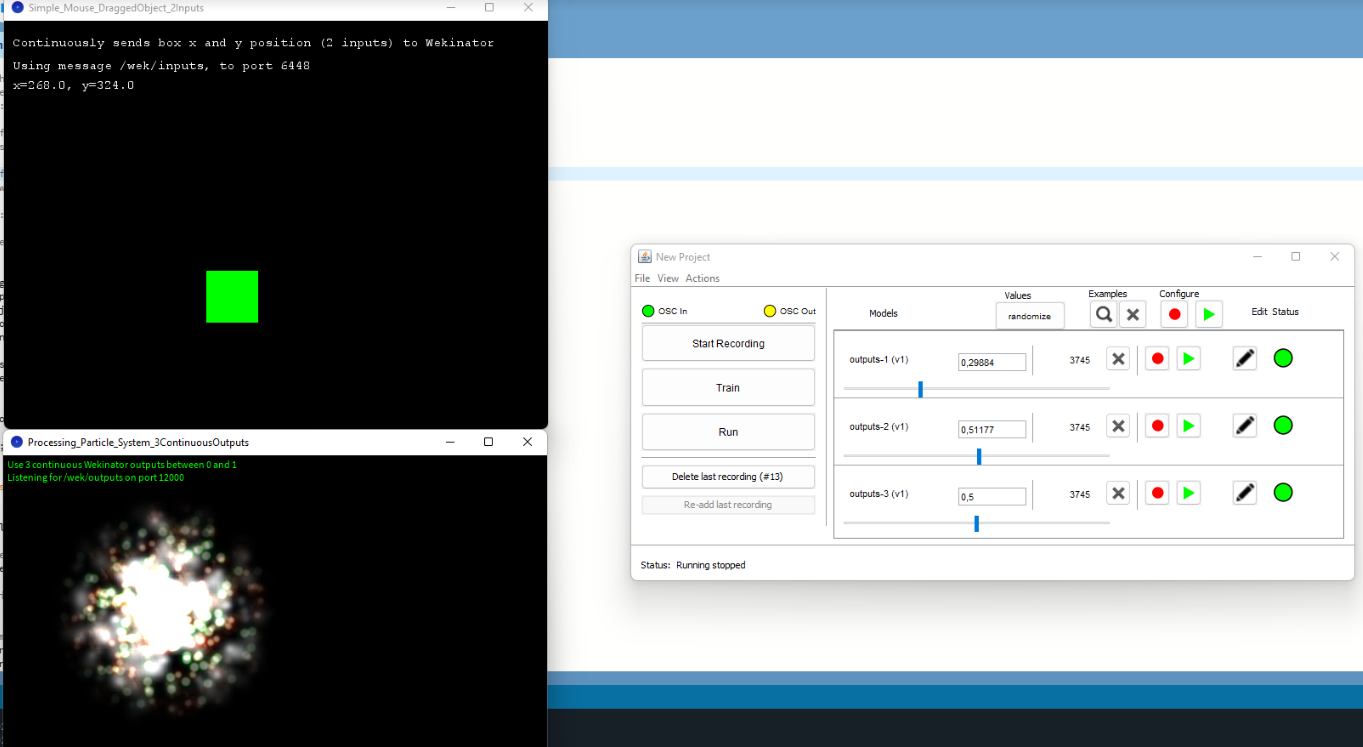 Simple_Mouse_DraggedObject_2Inputs
Continuously sends box x and y position (2 inputs) to Wekinator
Using message /wek/inputs, to port 6448
x=268.0, y=324.0
Processing_Particle_System_3ContinuousOutputs
Use 3 continuous Wekinator outputs between 0 and 1
Listening for /wek/outputs on port 12000
New Project
File View Actions
OSC In OSC Out
Start Recording
Train
Run
Delete last recording (#13)
Re-add last recording
Models Values Examples Configure Edit Status
randomize
outputs-1 (v1) 0,29884 3745
outputs-2 (v1) 0,51177 3745
outputs-3 (v1) 0,5 3745
Status: Running stopped